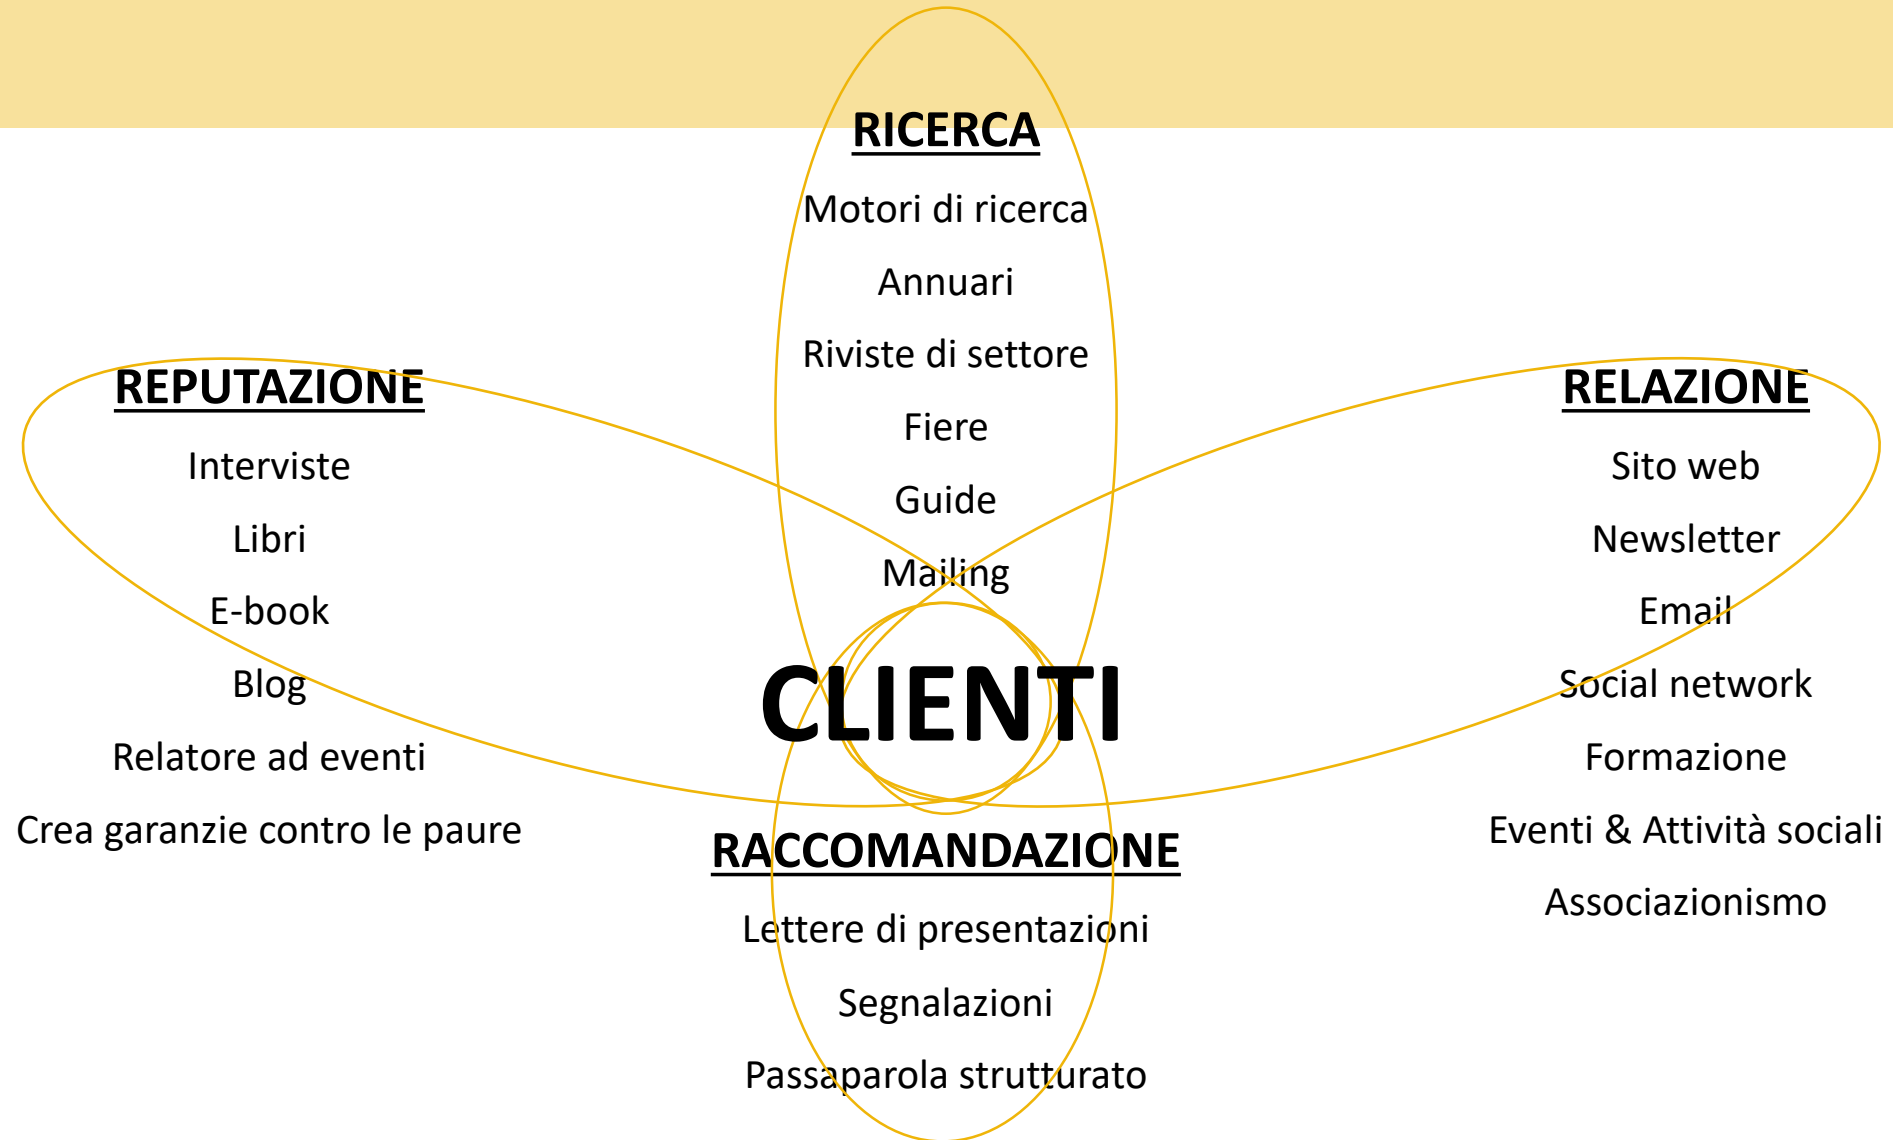 RICERCA
Motori di ricerca
Annuari
Riviste di settore
Fiere
Guide
Mailing
REPUTAZIONE
Interviste
Libri
E-book
Blog
Relatore ad eventi
Crea garanzie contro le paure
RELAZIONE
Sito web
Newsletter
Email
Social network
Formazione
Eventi & Attività sociali
Associazionismo
CLIENTI
RACCOMANDAZIONE
Lettere di presentazioni
Segnalazioni
Passaparola strutturato